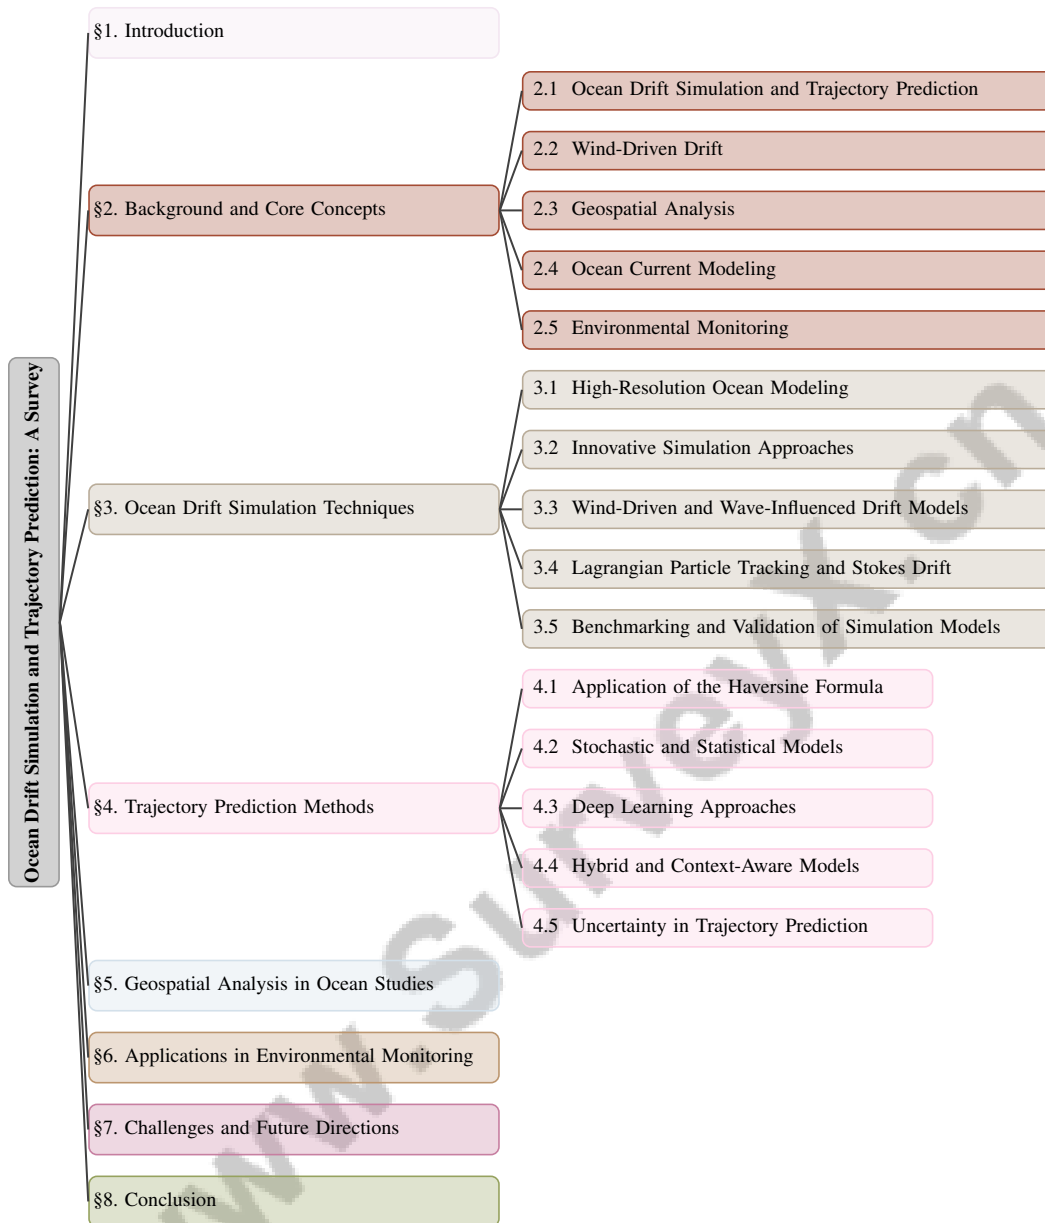 Ocean Drift Simulation and Trajectory Prediction: A Survey
§1. Introduction
§2. Background and Core Concepts
2.1 Ocean Drift Simulation and Trajectory Prediction
2.2 Wind-Driven Drift
2.3 Geospatial Analysis
2.4 Ocean Current Modeling
2.5 Environmental Monitoring
§3. Ocean Drift Simulation Techniques
3.1 High-Resolution Ocean Modeling
3.2 Innovative Simulation Approaches
3.3 Wind-Driven and Wave-Influenced Drift Models
3.4 Lagrangian Particle Tracking and Stokes Drift
3.5 Benchmarking and Validation of Simulation Models
§4. Trajectory Prediction Methods
4.1 Application of the Haversine Formula
4.2 Stochastic and Statistical Models
4.3 Deep Learning Approaches
4.4 Hybrid and Context-Aware Models
4.5 Uncertainty in Trajectory Prediction
§5. Geospatial Analysis in Ocean Studies
§6. Applications in Environmental Monitoring
§7. Challenges and Future Directions
§8. Conclusion
www.SurveyX.cn